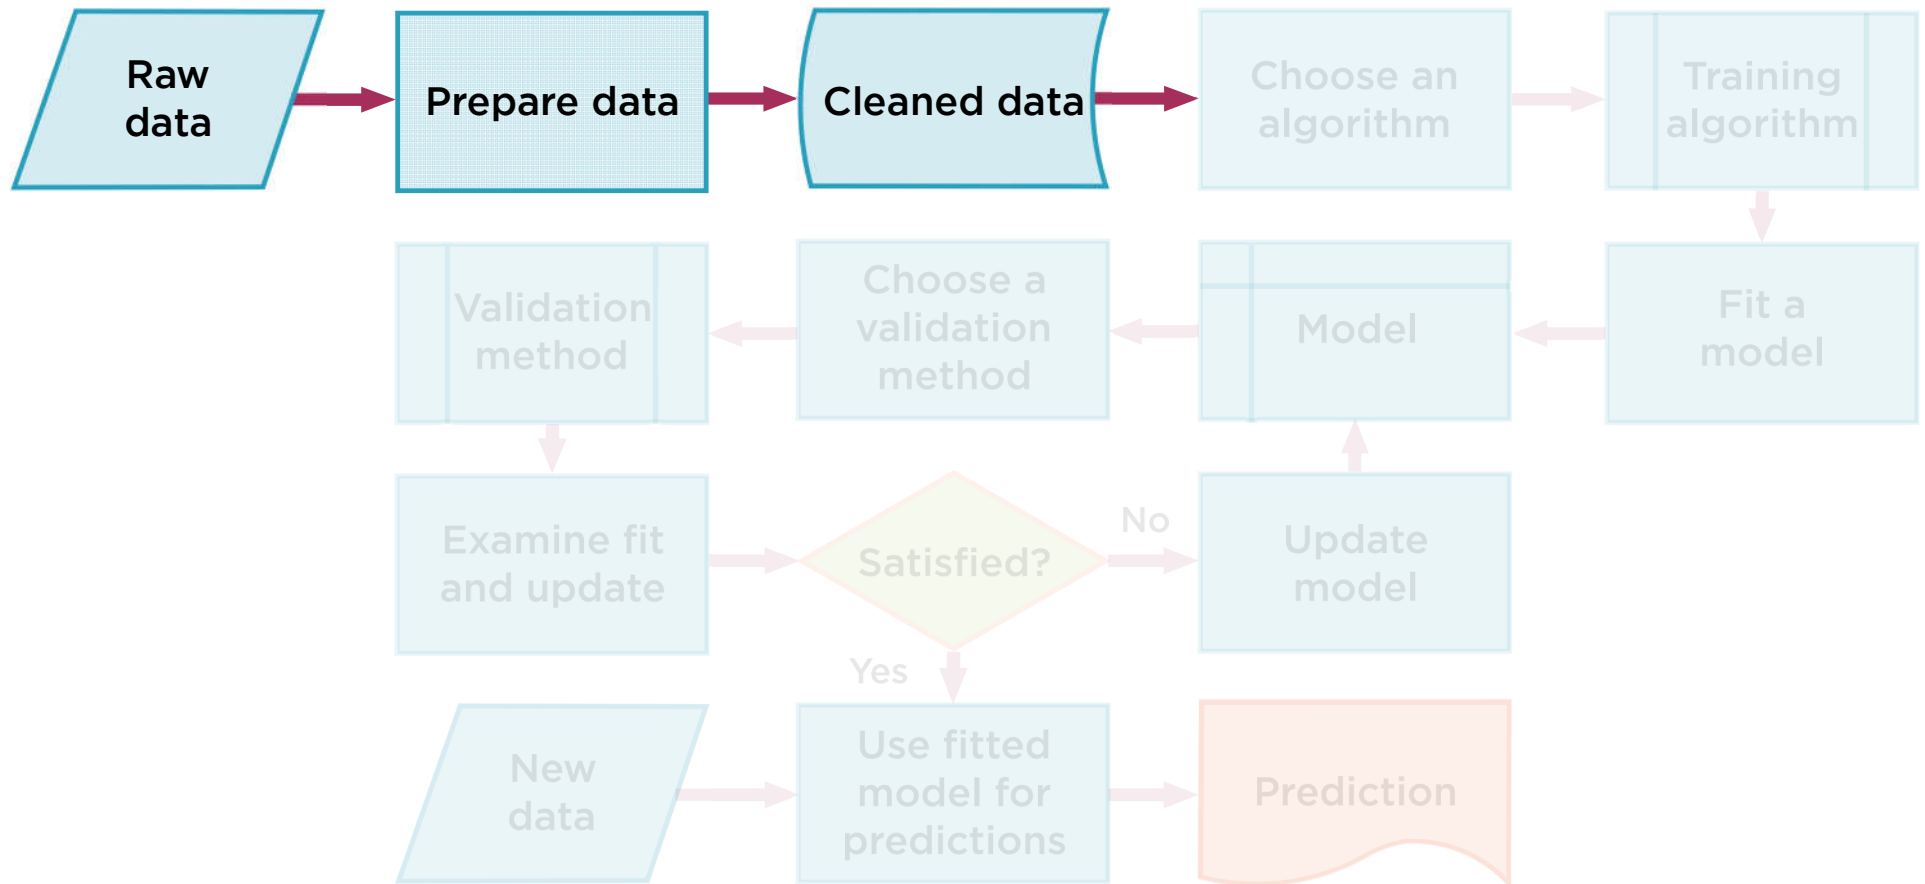 Raw
data
Prepare data
Cleaned data
Choose an
algorithm
Training
algorithm
Validation
method
Choose a
validation
method
Model
Fit a
model
Examine fit
and update
Satisfied?
No
Update
model
Yes
New
data
Use fitted
model for
predictions
Prediction